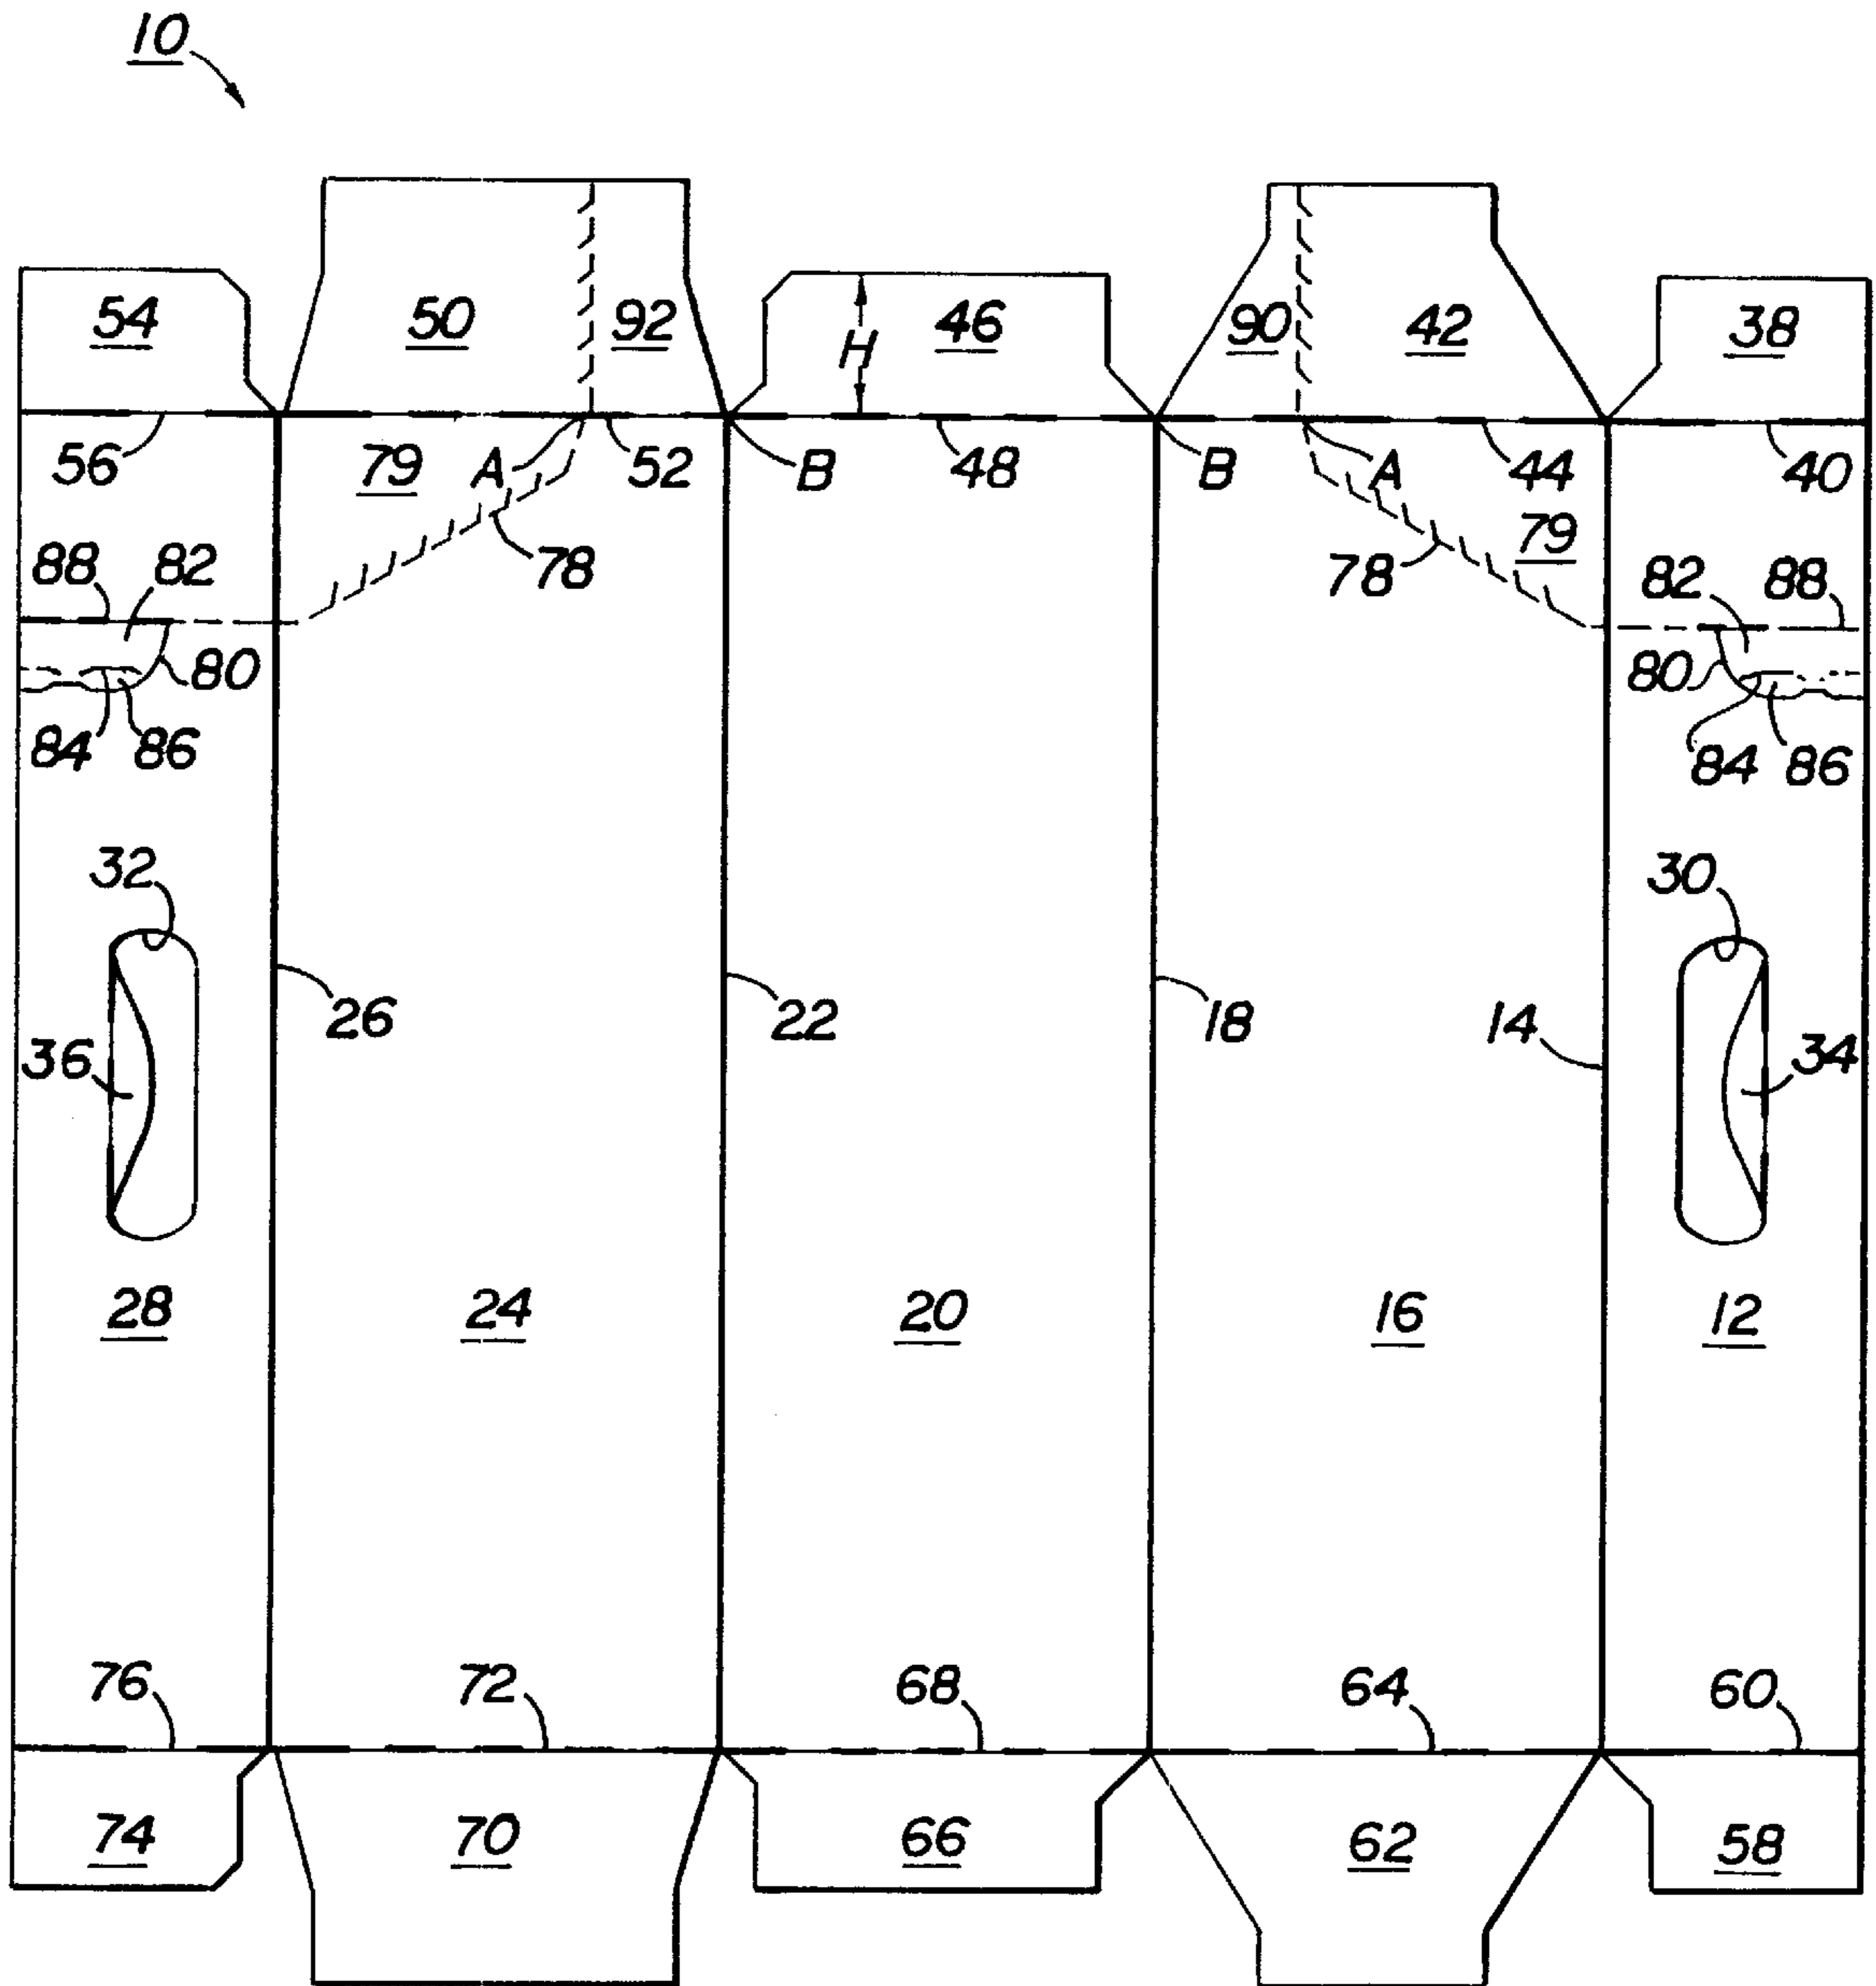 10
54 50 92 H 46 90 42 38
56 79 A 52 B 48 B A 44 40
88 82 78 78 79 82 88
80 80
84 86 84 86
32 30
36 26 22 18 14 34
28 24 20 16 12
76 72 68 64 60
74 70 66 62 58